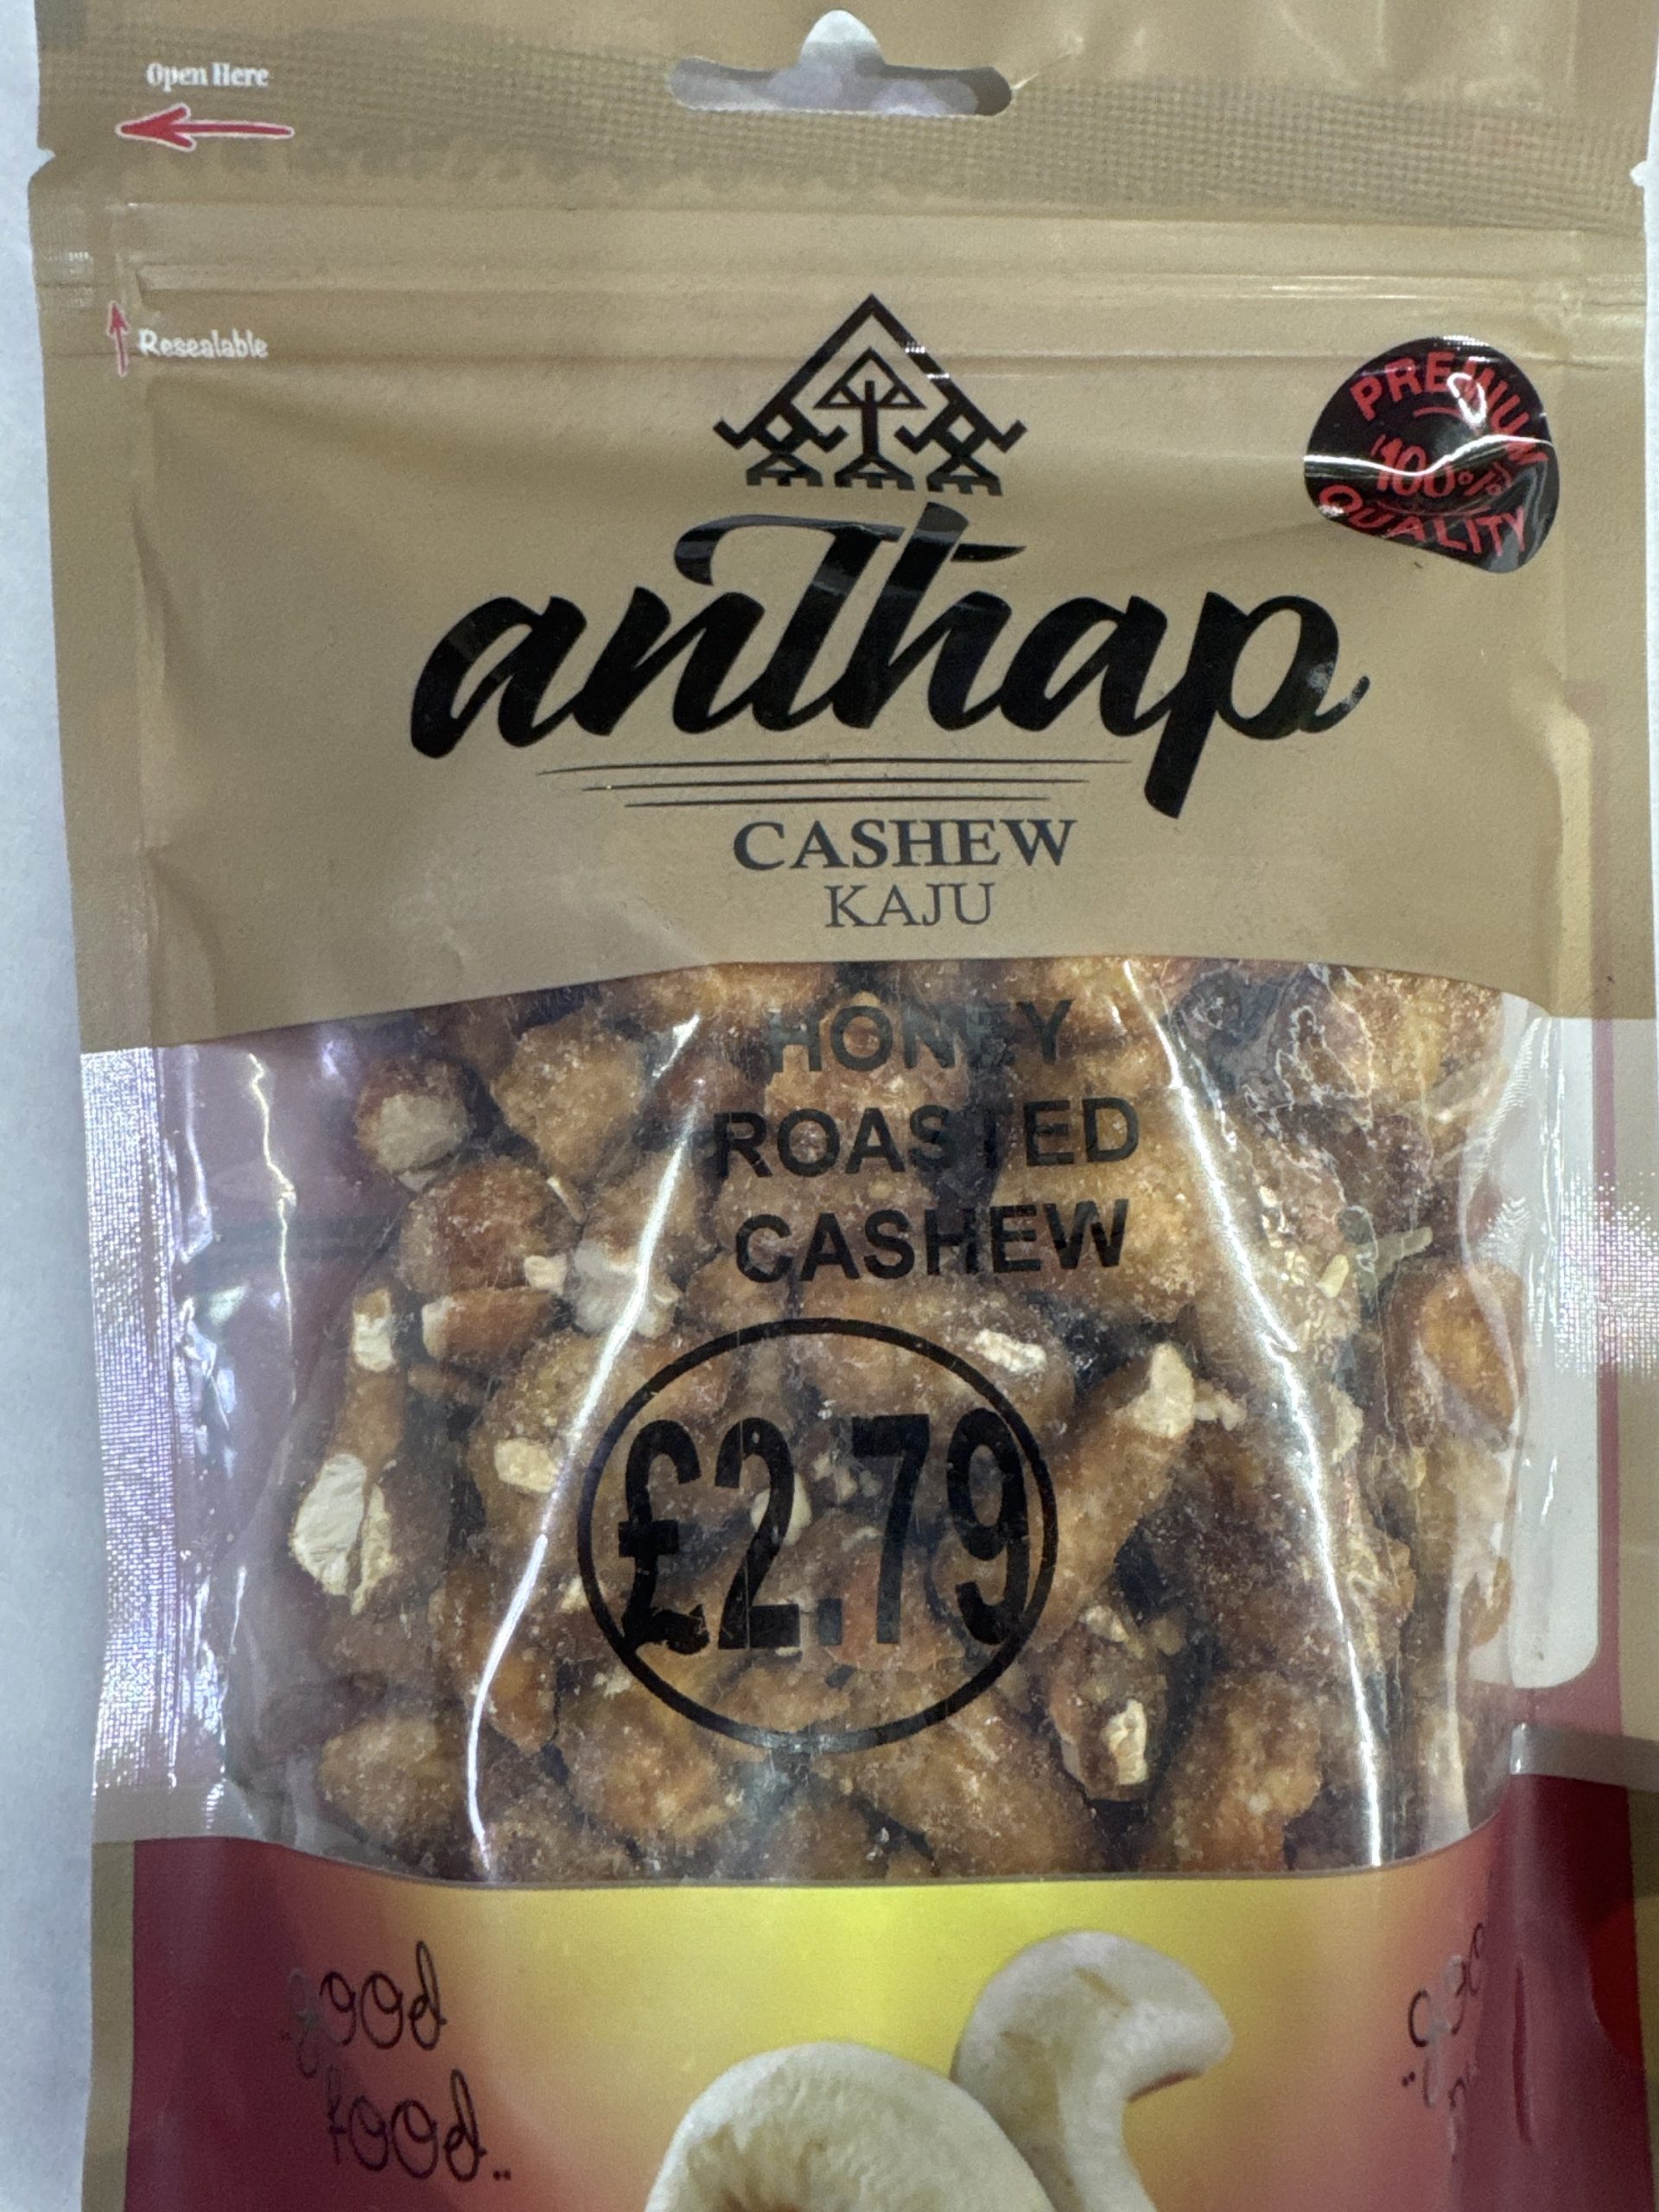 Open Here
Resealable
PREMIUM
100%
QUALITY
anthap
CASHEW
KAJU
HONEY
ROASTED
CASHEW
£2.79
"good
food"